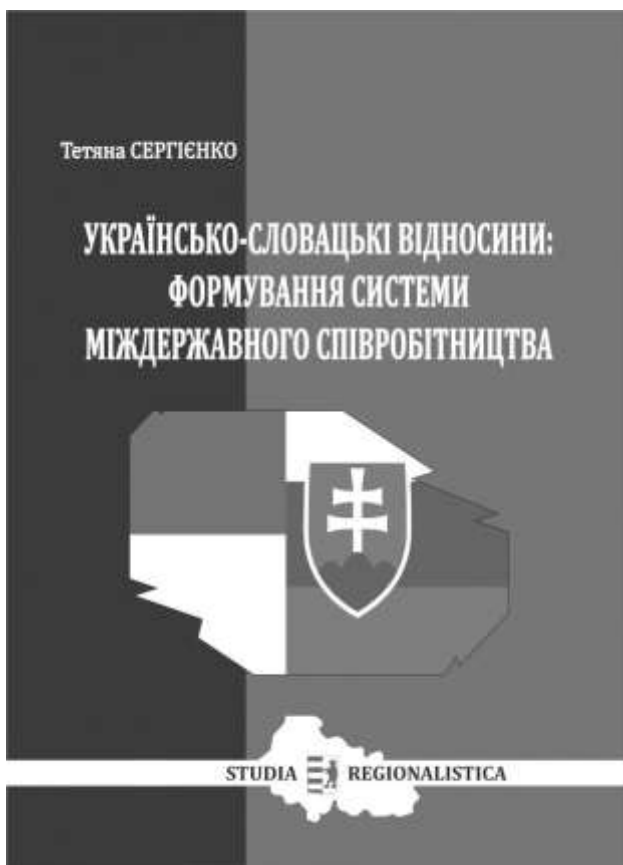 Тетяна СЕРГІЄНКО
УКРАЇНСЬКО-СЛОВАЦЬКІ ВІДНОСИНИ:
ФОРМУВАННЯ СИСТЕМИ
МІЖДЕРЖАВНОГО СПІВРОБІТНИЦТВА
STUDIA REGIONALISTICA